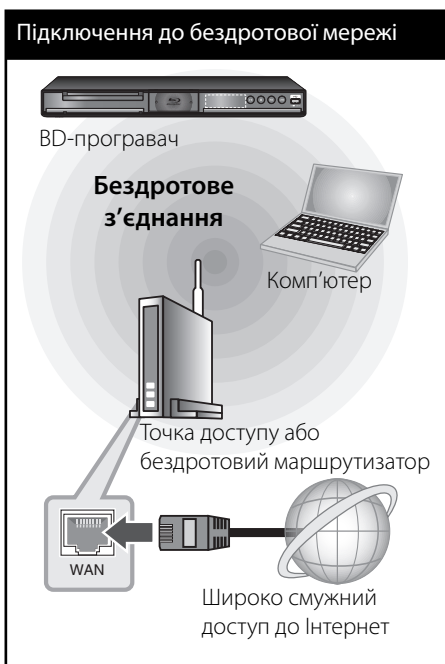 Підключення до бездротової мережі
BD-програвач
Бездротове
з’єднання
Комп’ютер
Точка доступу або
бездротовий маршрутизатор
WAN
Широко смужний
доступ до Інтернет